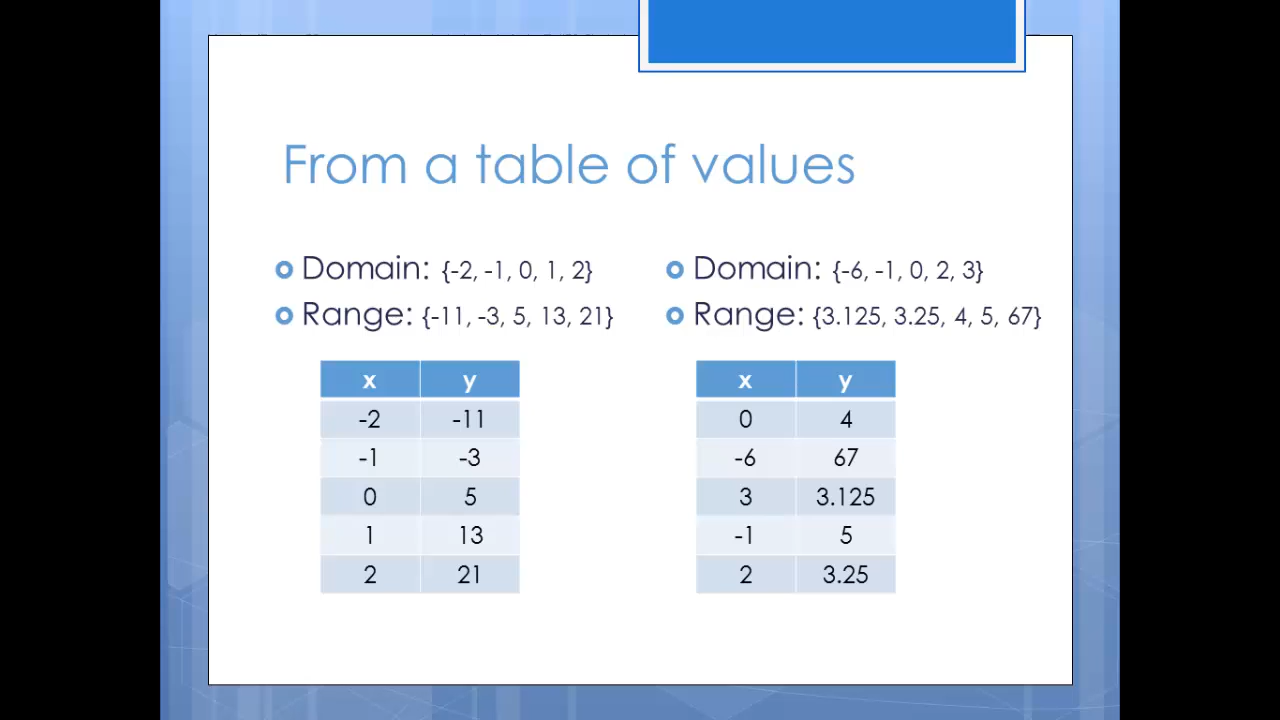 From a table of values
Domain: {-2, -1, 0, 1, 2}
Range: {-11, -3, 5, 13, 21}
x y
-2 -11
-1 -3
0 5
1 13
2 21
Domain: {-6, -1, 0, 2, 3}
Range: {3.125, 3.25, 4, 5, 67}
x y
0 4
-6 67
3 3.125
-1 5
2 3.25